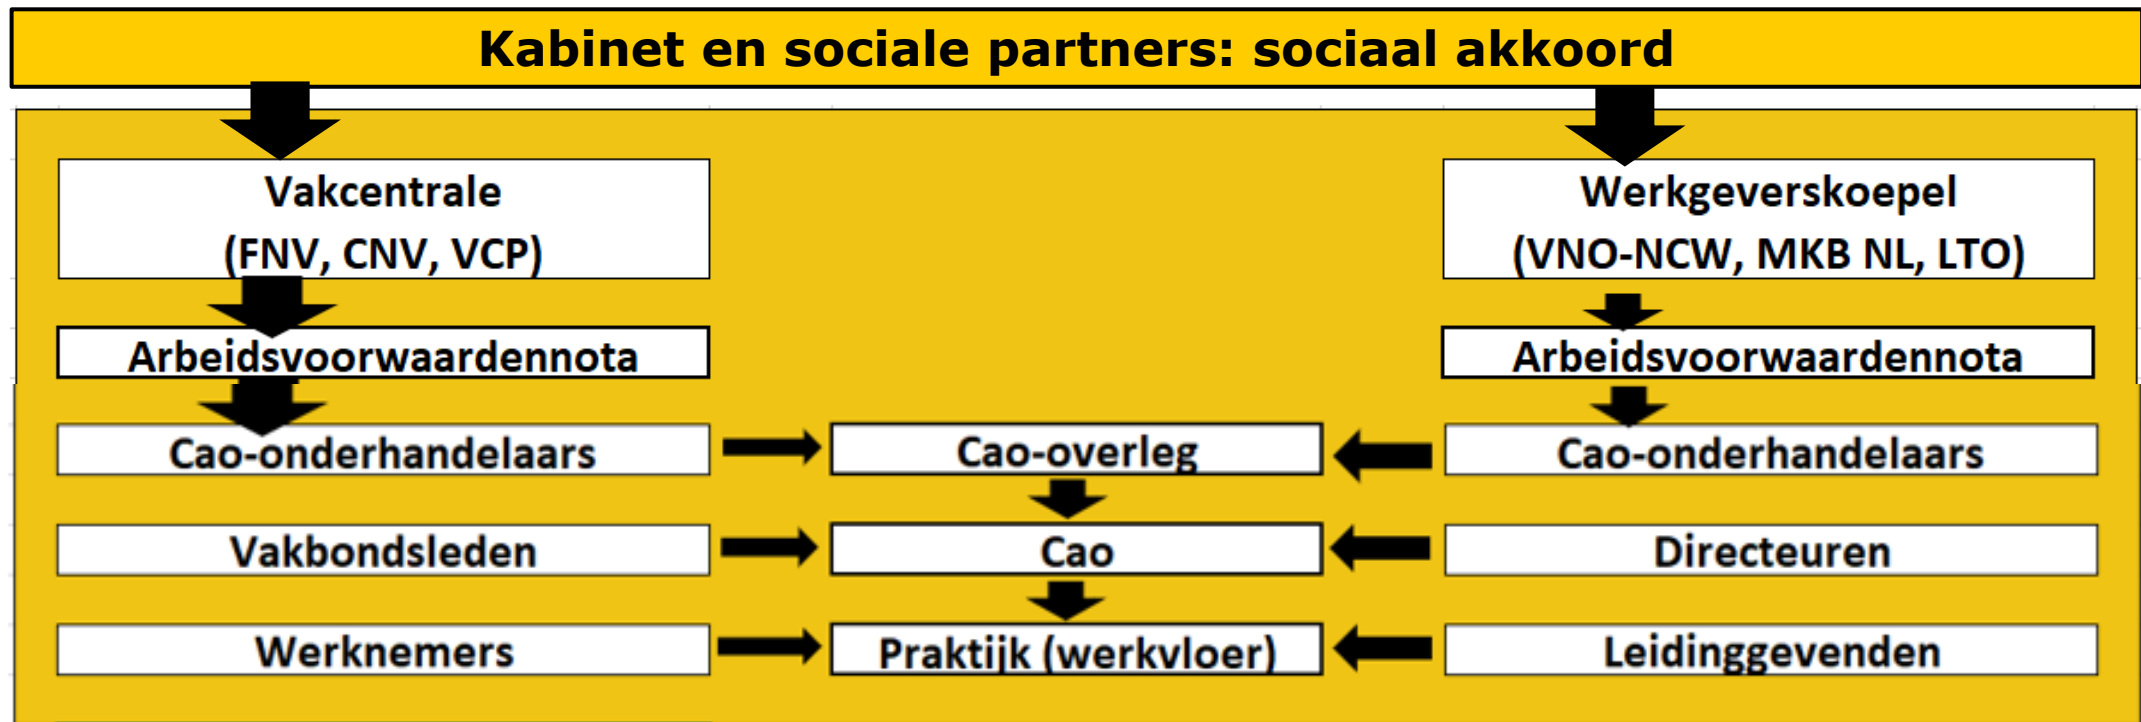 Kabinet en sociale partners: sociaal akkoord
Vakcentrale
(FNV, CNV, VCP)
Werkgeverskoepel
(VNO-NCW, MKB NL, LTO)
Arbeidsvoorwaardennota
Arbeidsvoorwaardennota
Cao-onderhandelaars
Cao-overleg
Cao-onderhandelaars
Vakbondsleden
Cao
Directeuren
Werknemers
Praktijk (werkvloer)
Leidinggevenden